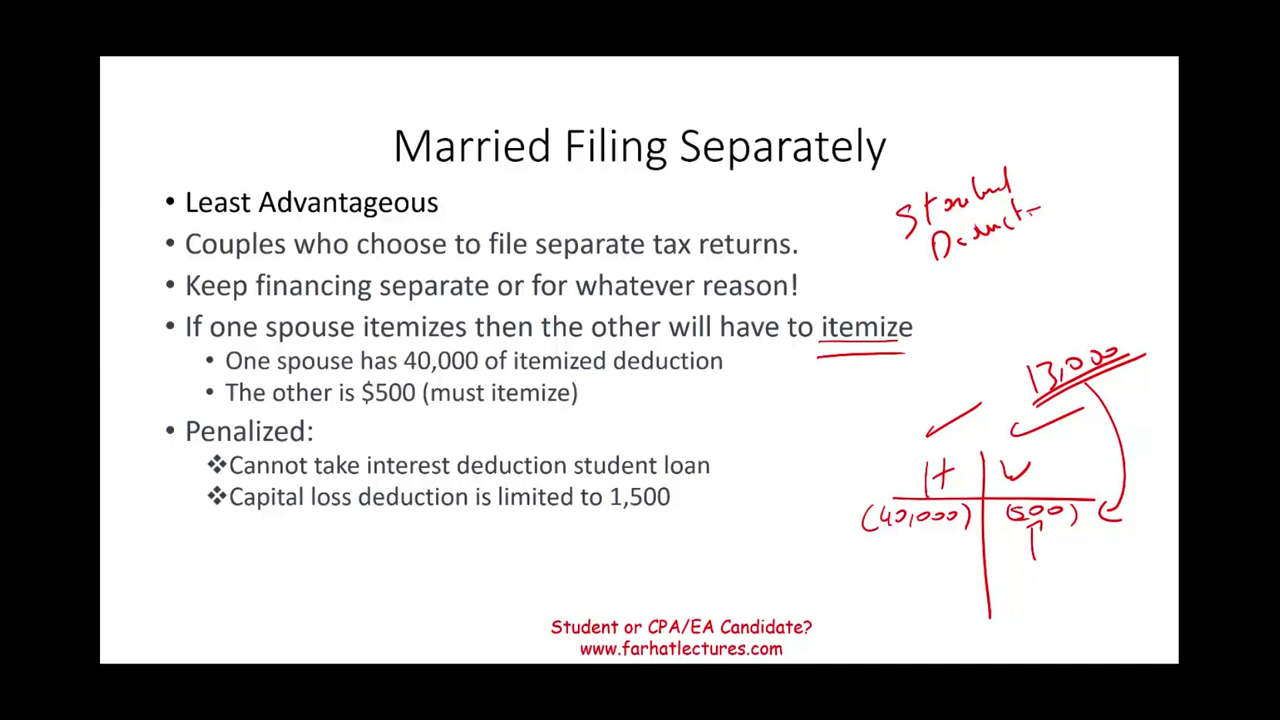 Married Filing Separately
• Least Advantageous
• Couples who choose to file separate tax returns.
• Keep financing separate or for whatever reason!
• If one spouse itemizes then the other will have to itemize
• One spouse has 40,000 of itemized deduction
• The other is $500 (must itemize)
• Penalized:
❖Cannot take interest deduction student loan
❖Capital loss deduction is limited to 1,500
Standard
Deduct
13,000
H W
(40,000) (500)
Student or CPA/EA Candidate?
www.farhatlectures.com